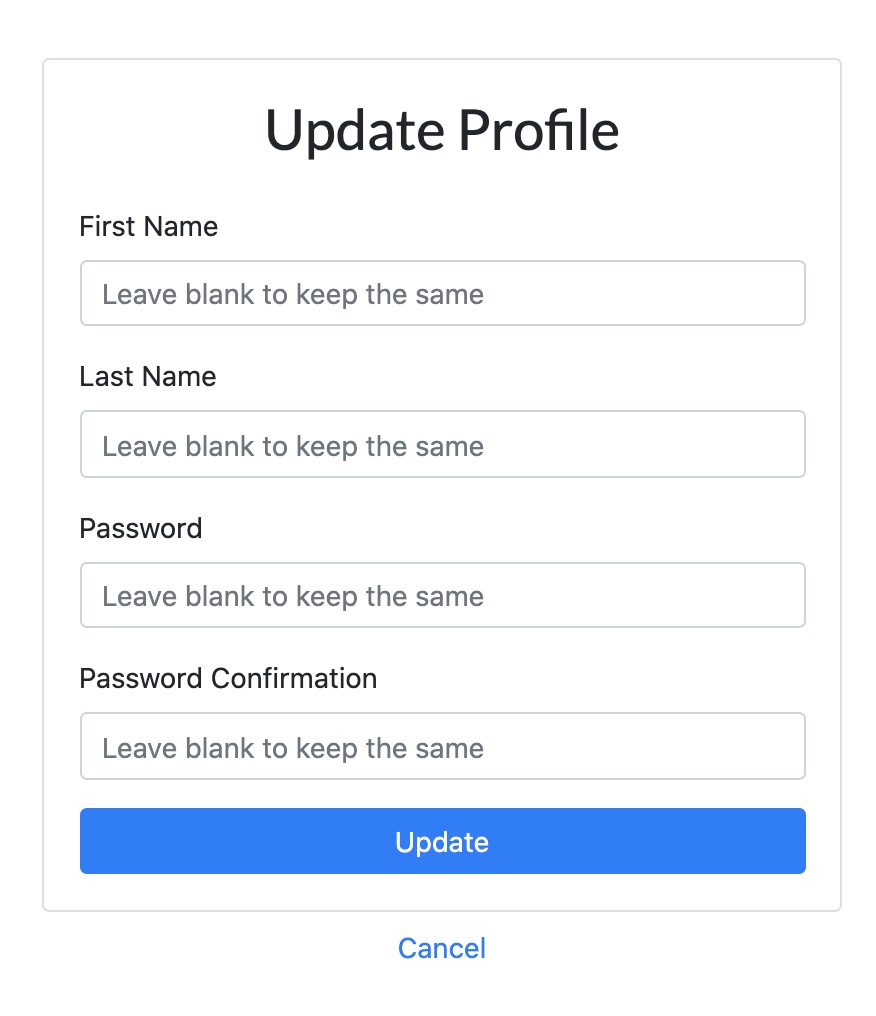 Update Profile
First Name
Leave blank to keep the same
Last Name
Leave blank to keep the same
Password
Leave blank to keep the same
Password Confirmation
Leave blank to keep the same
Update
Cancel